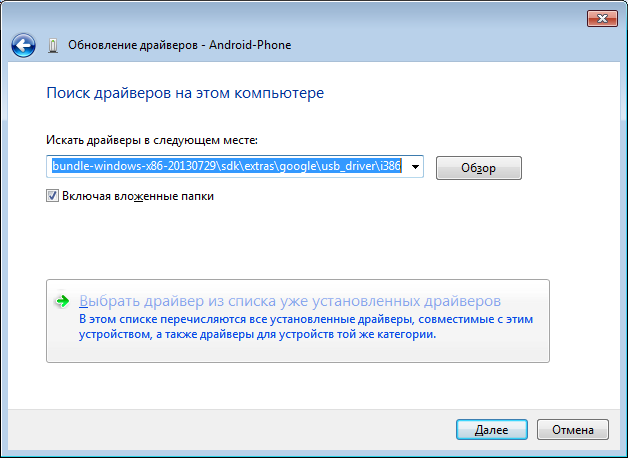 Обновление драйверов - Android-Phone
Поиск драйверов на этом компьютере
Искать драйверы в следующем месте:
bundle-windows-x86-20130729\sdk\extras\google\usb_driver\i386
Обзор
Включая вложенные папки
Выбрать драйвер из списка уже установленных драйверов
В этом списке перечисляются все установленные драйверы, совместимые с этим
устройством, а также драйверы для устройств той же категории.
Далее
Отмена